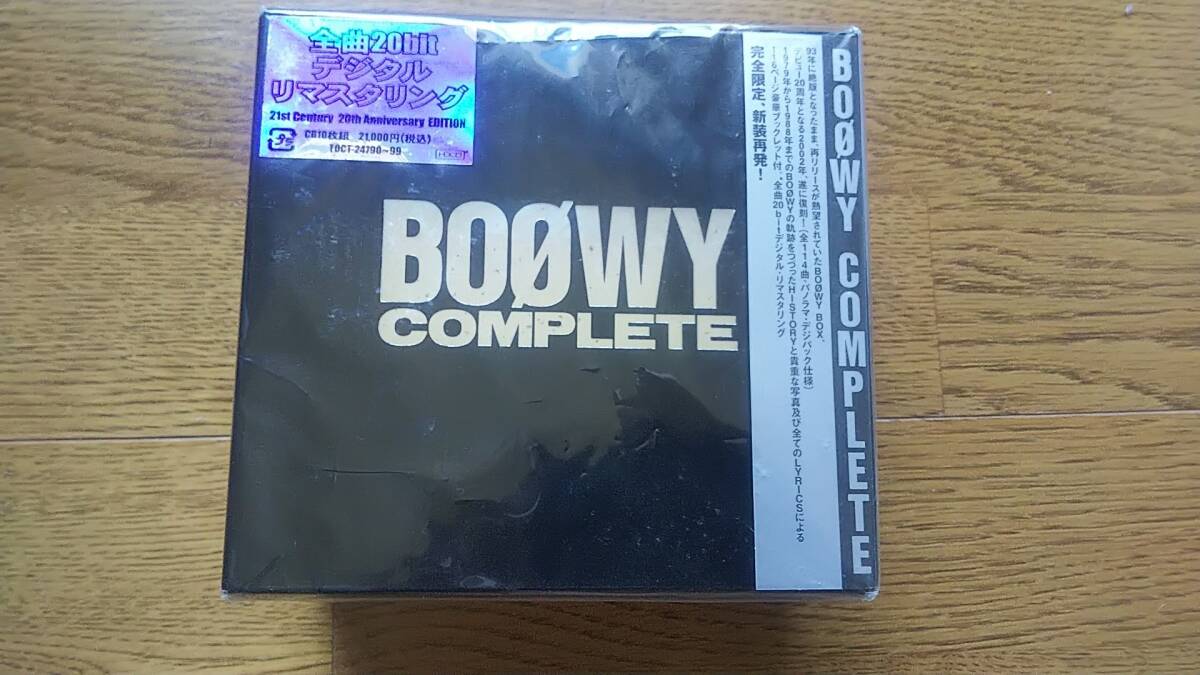 全曲20bit
デジタル
リマスタリング
21st Century 20th Anniversary EDITION
プラ
CD10枚組 21,000円(税込)
TOCT-24790~99
BOØWY
COMPLETE
BOØWY COMPLETE
93年に絶版となったまま、再リリースが熱望されていたBOØWY BOX、
デビュー20周年となる2002年、遂に復刻!(全114曲・パノラマ・デジパック仕様)
1979年から1988年までのBOØWYの軌跡をつづったHISTORYと貴重な写真及び全てのLYRICSによる
116ページ豪華ブックレット付。全曲20bitデジタル・リマスタリング
完全限定、新装再発!